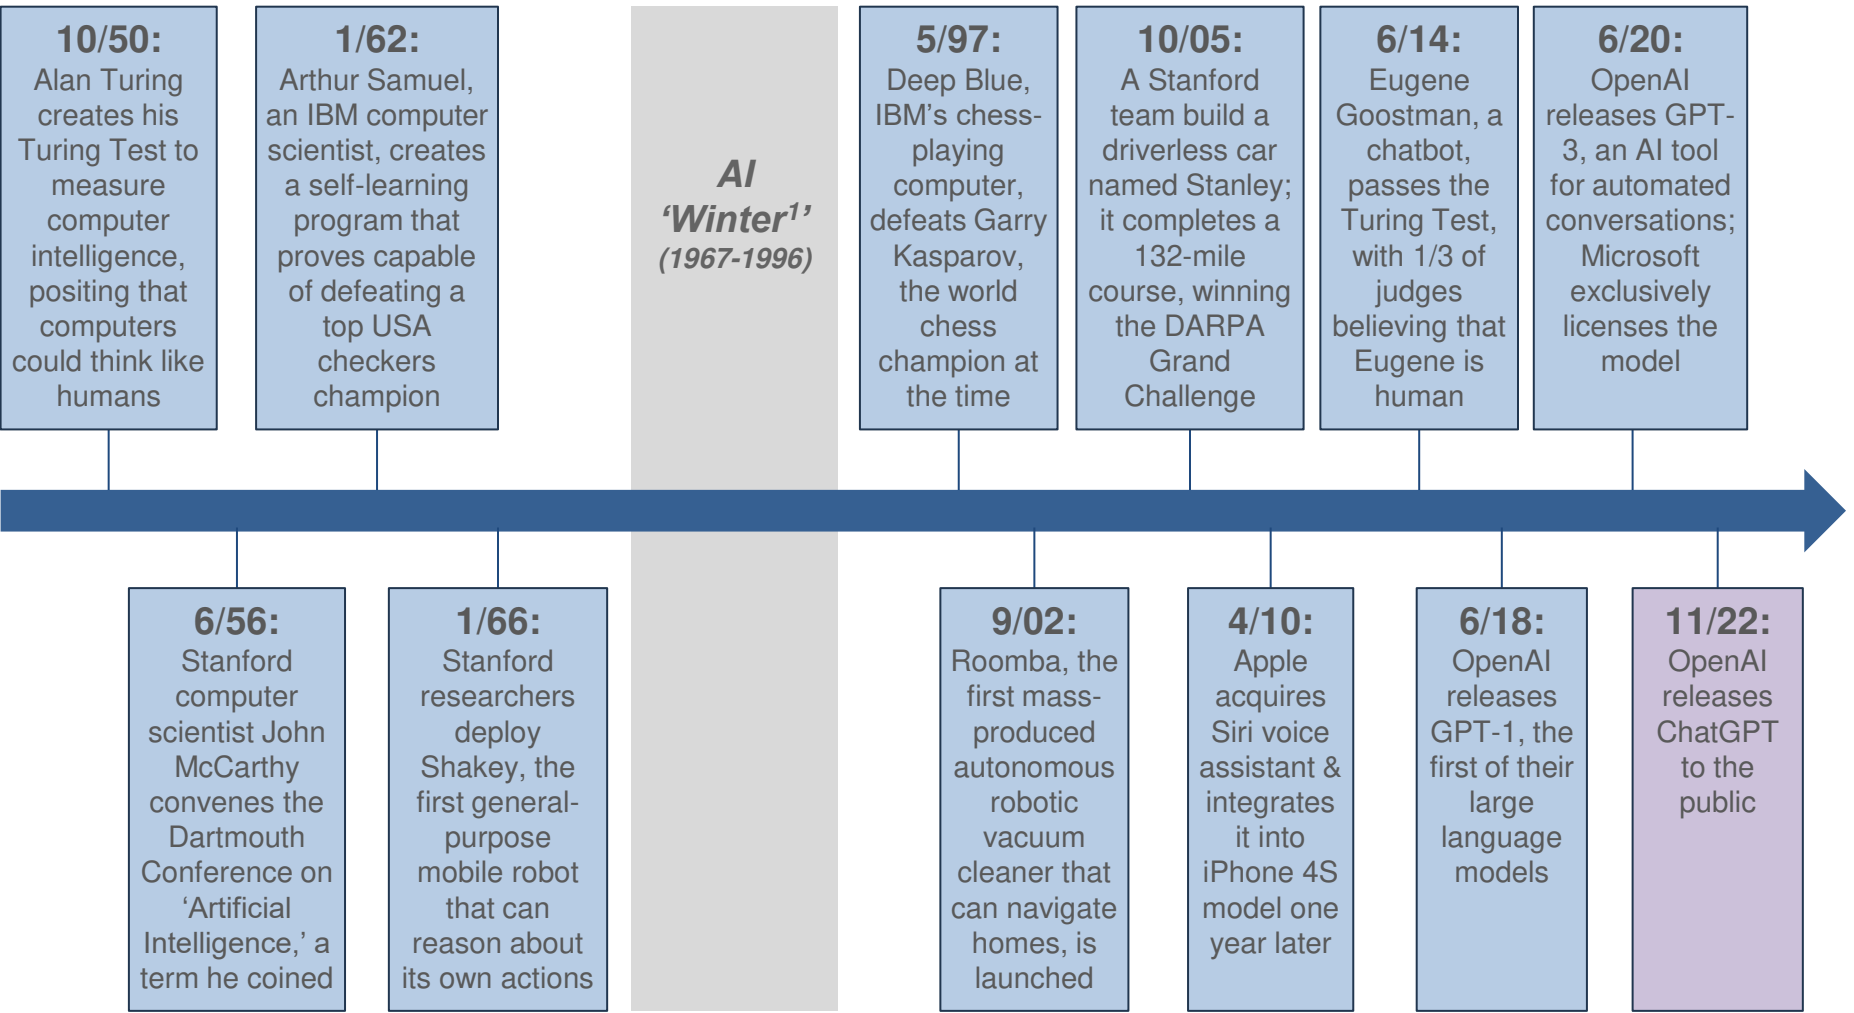 10/50:
Alan Turing
creates his
Turing Test to
measure
computer
intelligence,
positing that
computers
could think like
humans
1/62:
Arthur Samuel,
an IBM computer
scientist, creates
a self-learning
program that
proves capable
of defeating a
top USA
checkers
champion
AI
‘Winter¹’
(1967-1996)
5/97:
Deep Blue,
IBM’s chess-
playing
computer,
defeats Garry
Kasparov,
the world
chess
champion at
the time
10/05:
A Stanford
team build a
driverless car
named Stanley;
it completes a
132-mile
course, winning
the DARPA
Grand
Challenge
6/14:
Eugene
Goostman, a
chatbot,
passes the
Turing Test,
with 1/3 of
judges
believing that
Eugene is
human
6/20:
OpenAI
releases GPT-
3, an AI tool
for automated
conversations;
Microsoft
exclusively
licenses the
model
6/56:
Stanford
computer
scientist John
McCarthy
convenes the
Dartmouth
Conference on
‘Artificial
Intelligence,’ a
term he coined
1/66:
Stanford
researchers
deploy
Shakey, the
first general-
purpose
mobile robot
that can
reason about
its own actions
9/02:
Roomba, the
first mass-
produced
autonomous
robotic
vacuum
cleaner that
can navigate
homes, is
launched
4/10:
Apple
acquires
Siri voice
assistant &
integrates
it into
iPhone 4S
model one
year later
6/18:
OpenAI
releases
GPT-1, the
first of their
large
language
models
11/22:
OpenAI
releases
ChatGPT
to the
public